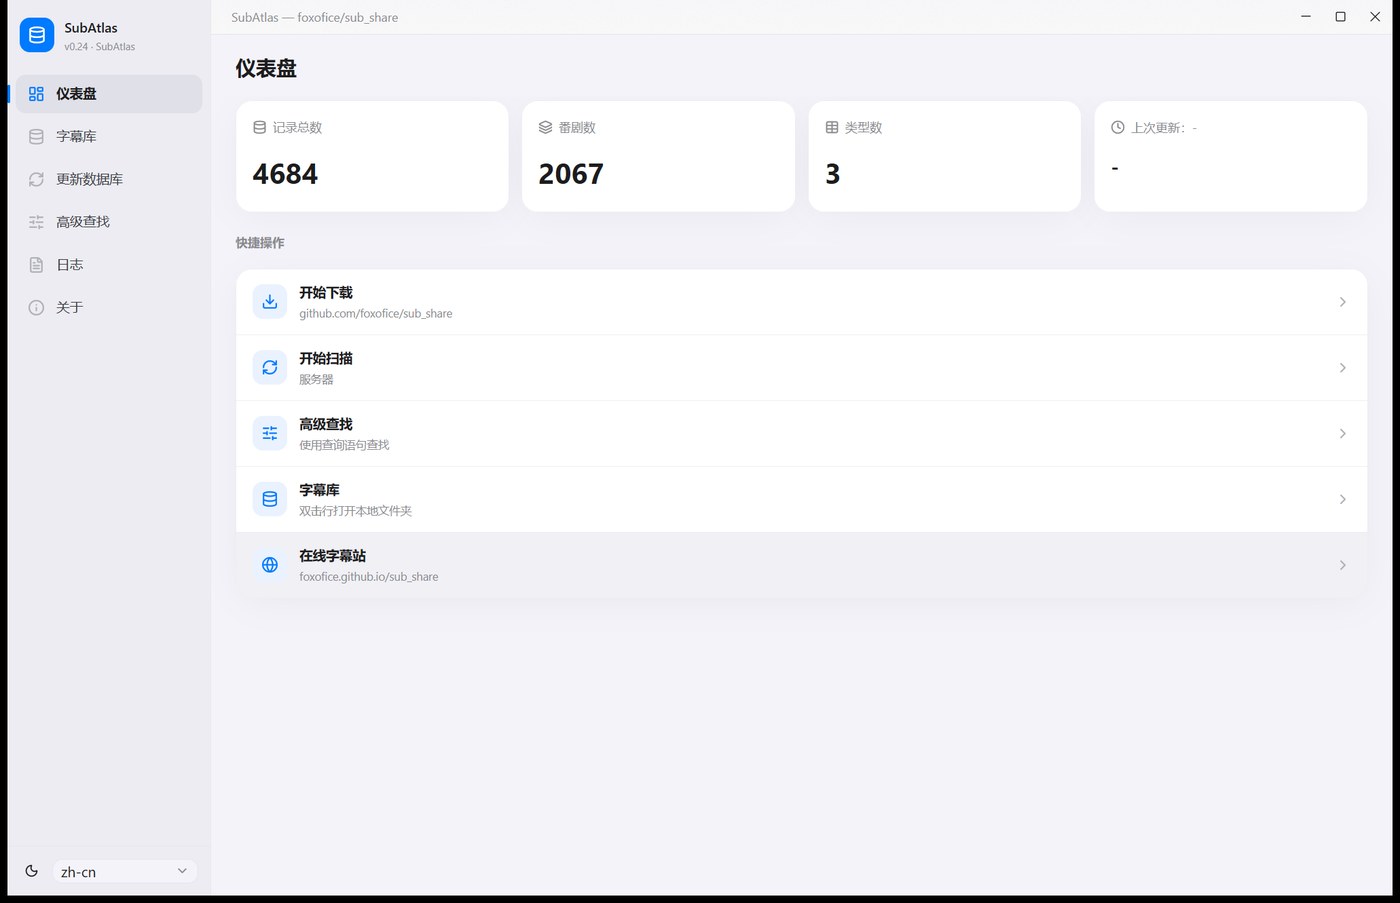 SubAtlas
v0.24 · SubAtlas
仪表盘
字幕库
更新数据库
高级查找
日志
关于
zh-cn
SubAtlas — foxofice/sub_share
仪表盘
记录总数
4684
番剧数
2067
类型数
3
上次更新: -
-
快捷操作
开始下载
github.com/foxofice/sub_share
开始扫描
服务器
高级查找
使用查询语句查找
字幕库
双击行打开本地文件夹
在线字幕站
foxofice.github.io/sub_share